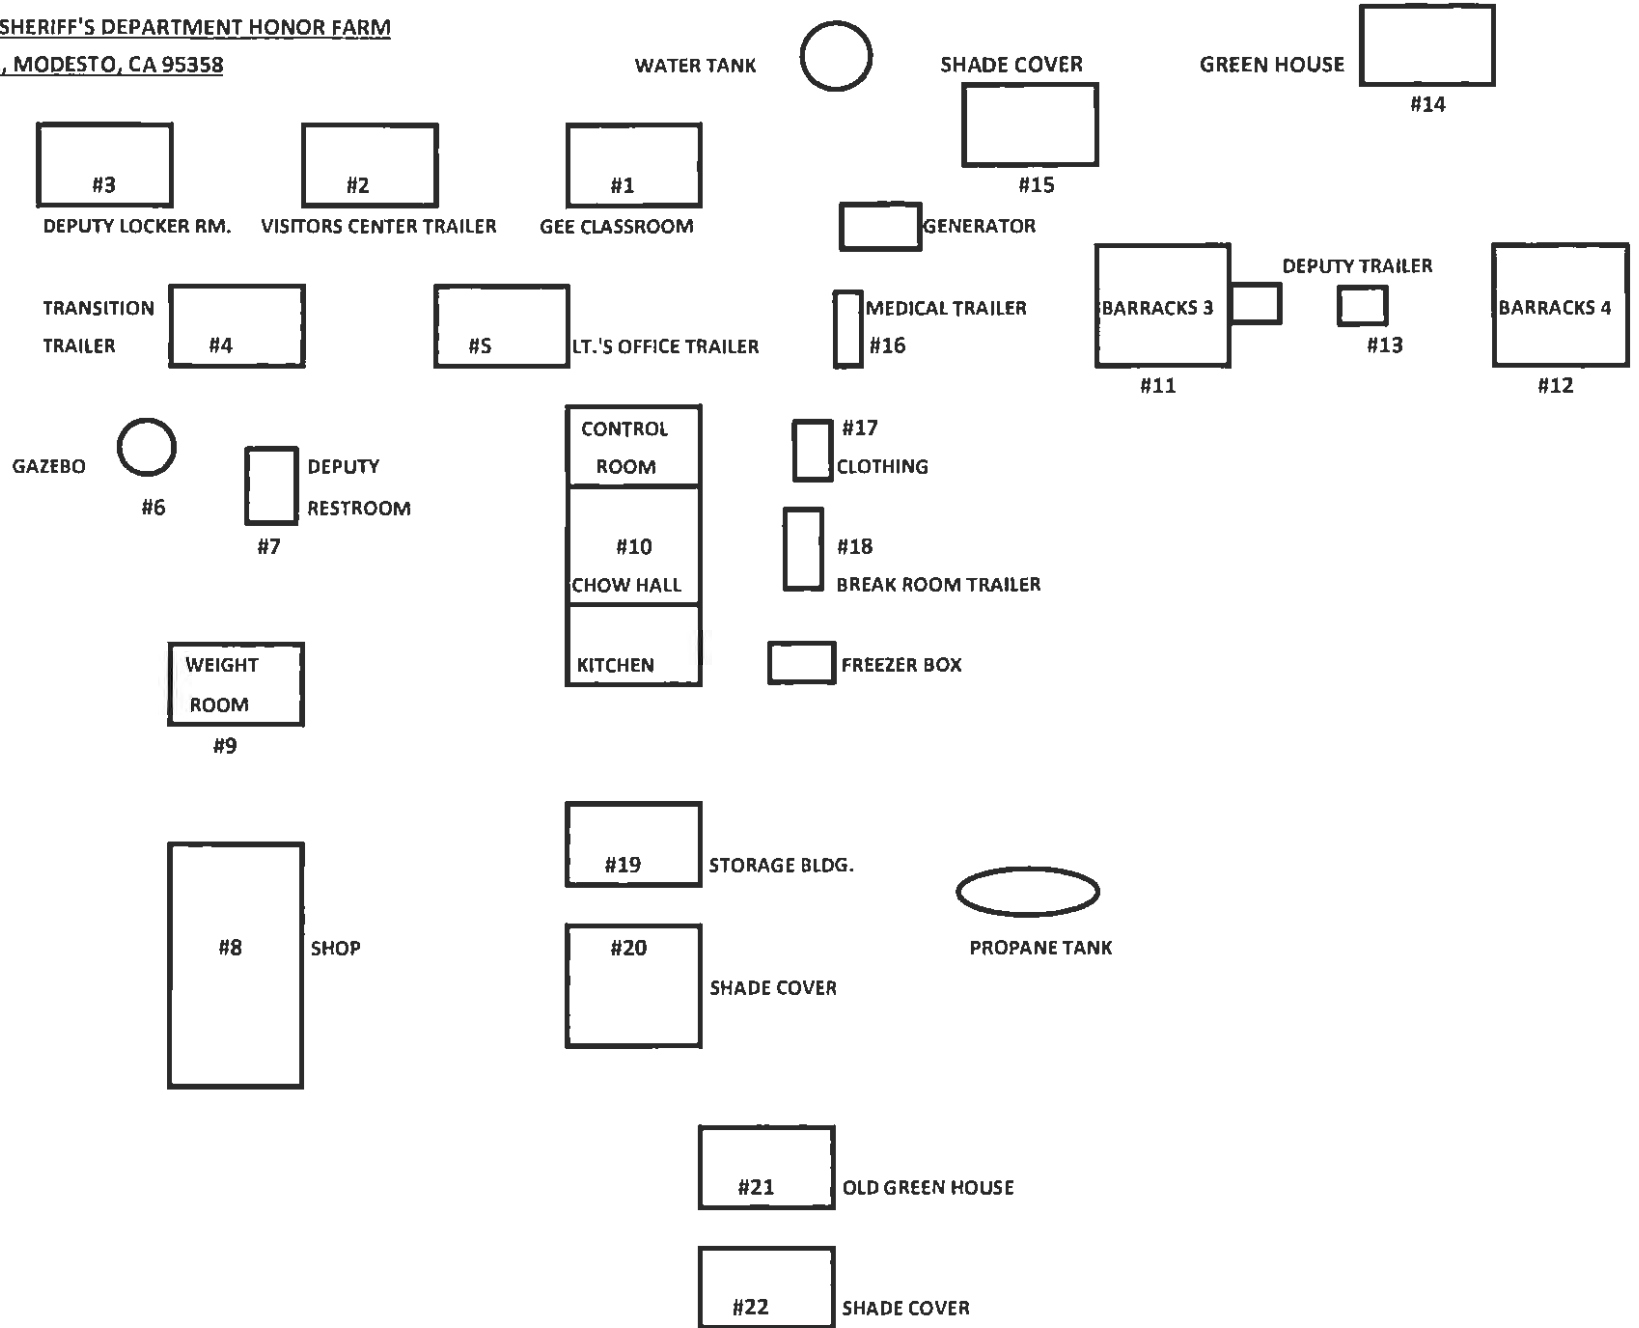 SHERIFF'S DEPARTMENT HONOR FARM
, MODESTO, CA 95358
WATER TANK
SHADE COVER
GREEN HOUSE
#14
#3
#2
#1
#15
DEPUTY LOCKER RM.
VISITORS CENTER TRAILER
GEE CLASSROOM
GENERATOR
DEPUTY TRAILER
TRANSITION
TRAILER
#4
#5
LT.'S OFFICE TRAILER
MEDICAL TRAILER
#16
BARRACKS 3
#13
BARRACKS 4
#11
#12
GAZEBO
#6
DEPUTY
RESTROOM
#7
CONTROL
ROOM
#17
CLOTHING
#10
CHOW HALL
#18
BREAK ROOM TRAILER
WEIGHT
ROOM
#9
KITCHEN
FREEZER BOX
#19
STORAGE BLDG.
#8
SHOP
#20
SHADE COVER
PROPANE TANK
#21
OLD GREEN HOUSE
#22
SHADE COVER